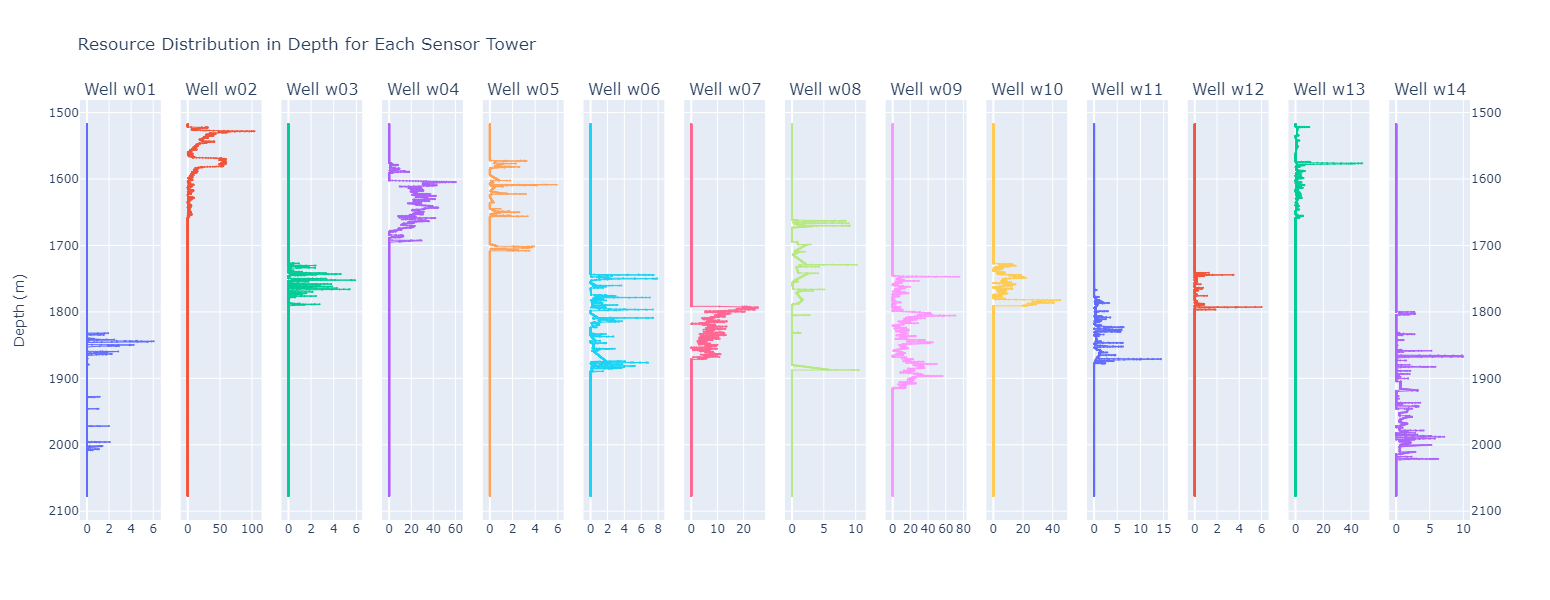 Resource Distribution in Depth for Each Sensor Tower
Well w01 Well w02 Well w03 Well w04 Well w05 Well w06 Well w07 Well w08 Well w09 Well w10 Well w11 Well w12 Well w13 Well w14
1500 1500
1600 1600
1700 1700
Depth (m)
1800 1800
1900 1900
2000 2000
2100 2100
0 2 4 6 0 50 100 0 2 4 6 0 20 40 60 0 2 4 6 0 2 4 6 8 0 10 20 0 5 10 0 20 40 60 80 0 20 40 0 5 10 15 0 2 4 6 0 20 40 0 5 10